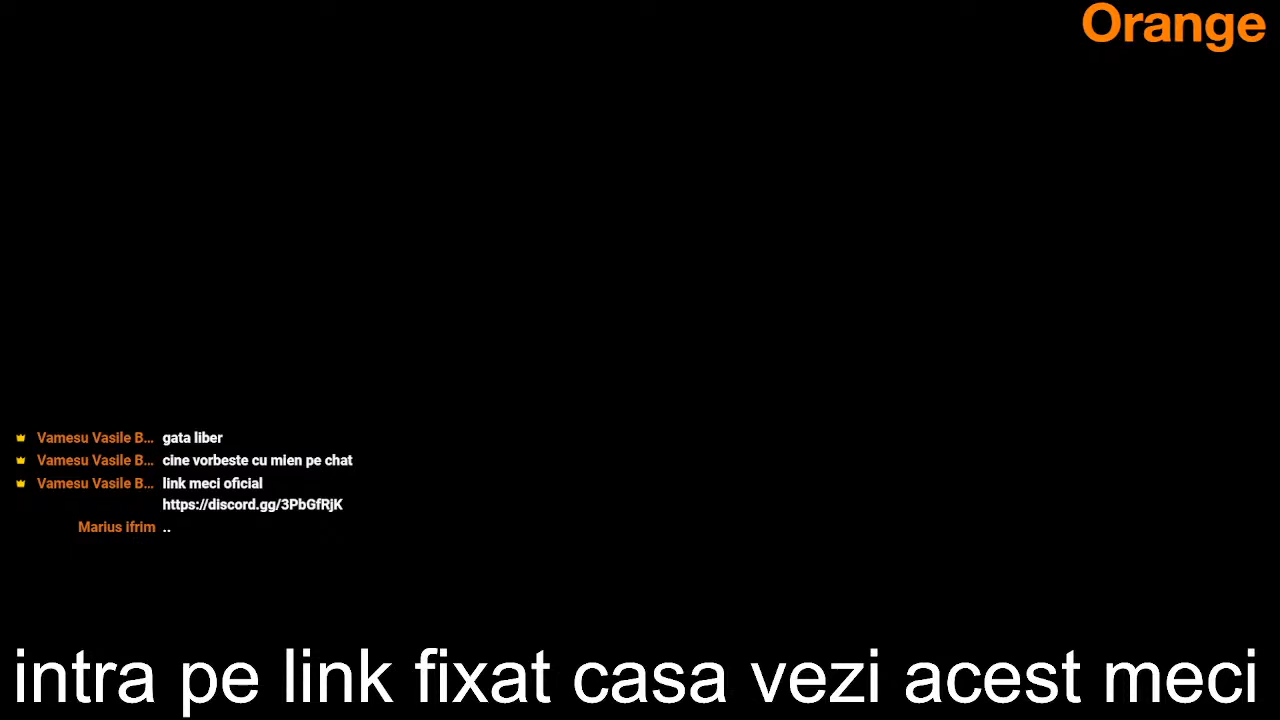 Orange
Vamesu Vasile B... gata liber
Vamesu Vasile B... cine vorbeste cu mien pe chat
Vamesu Vasile B... link meci oficial
https://discord.gg/3PbGfRjK
Marius ifrim ..
intra pe link fixat casa vezi acest meci